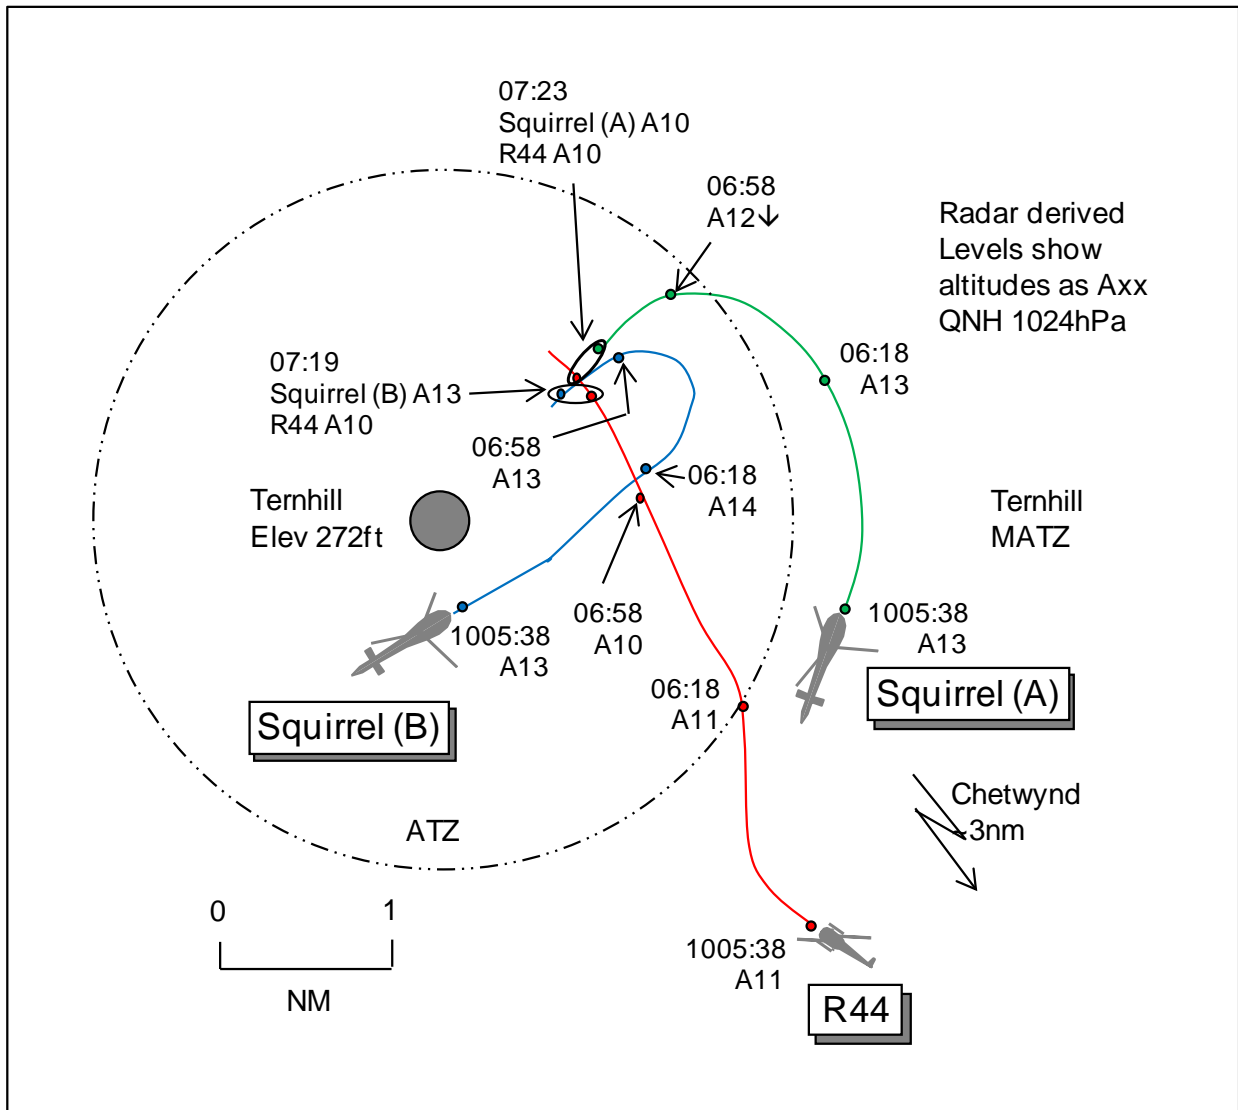 07:23
Squirrel (A) A10
R44 A10
06:58
A12↓
Radar derived
Levels show
altitudes as Axx
QNH 1024hPa
07:19
Squirrel (B) A13
R44 A10
06:18
A13
06:58
A13
06:18
A14
Ternhill
Elev 272ft
Ternhill
MATZ
1005:38
A13
06:58
A10
1005:38
A13
Squirrel (B)
06:18
A11
Squirrel (A)
Chetwynd
3nm
ATZ
0 1
NM
1005:38
A11
R44